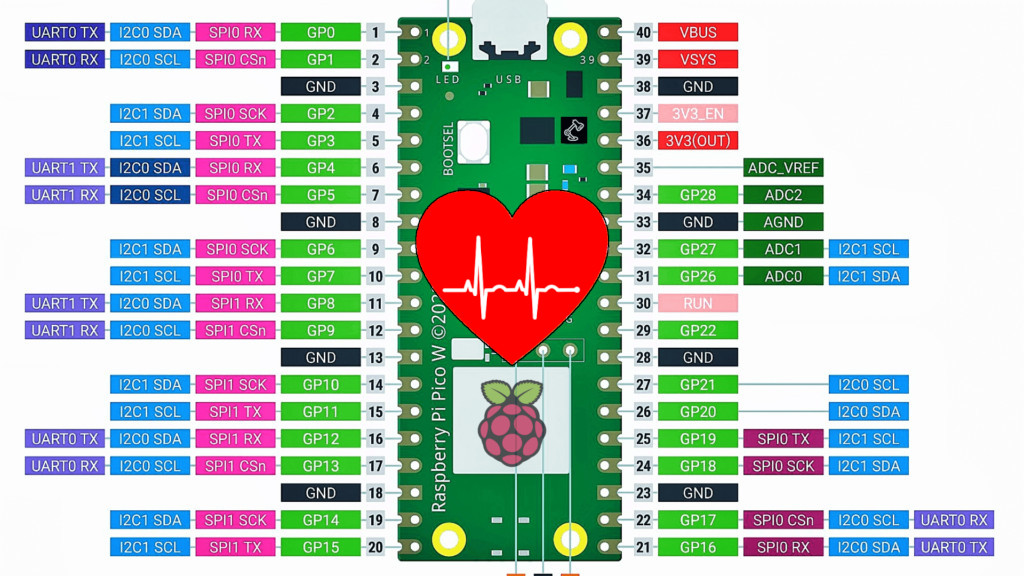 UART0 TX I2C0 SDA SPI0 RX GP0 1 1 40 VBUS
UART0 RX I2C0 SCL SPI0 CSn GP1 2 2 39 39 VSYS
GND 3 LED USB 38 GND
I2C1 SDA SPI0 SCK GP2 4 37 3V3_EN
I2C1 SCL SPI0 TX GP3 5 BOOTSEL 36 3V3(OUT)
UART1 TX I2C0 SDA SPI0 RX GP4 6 35 ADC_VREF
UART1 RX I2C0 SCL SPI0 CSn GP5 7 34 GP28 ADC2
GND 8 33 GND AGND
I2C1 SDA SPI0 SCK GP6 9 32 GP27 ADC1 I2C1 SCL
I2C1 SCL SPI0 TX GP7 10 31 GP26 ADC0 I2C1 SDA
UART1 TX I2C0 SDA SPI1 RX GP8 11 30 RUN
UART1 RX I2C0 SCL SPI1 CSn GP9 12 29 GP22
GND 13 28 GND
I2C1 SDA SPI1 SCK GP10 14 27 GP21 I2C0 SCL
I2C1 SCL SPI1 TX GP11 15 26 GP20 I2C0 SDA
UART0 TX I2C0 SDA SPI1 RX GP12 16 25 GP19 SPI0 TX I2C1 SCL
UART0 RX I2C0 SCL SPI1 CSn GP13 17 24 GP18 SPI0 SCK I2C1 SDA
GND 18 23 GND
I2C1 SDA SPI1 SCK GP14 19 22 GP17 SPI0 CSn I2C0 SCL UART0 RX
I2C1 SCL SPI1 TX GP15 20 21 GP16 SPI0 RX I2C0 SDA UART0 TX
Raspberry Pi Pico W ©